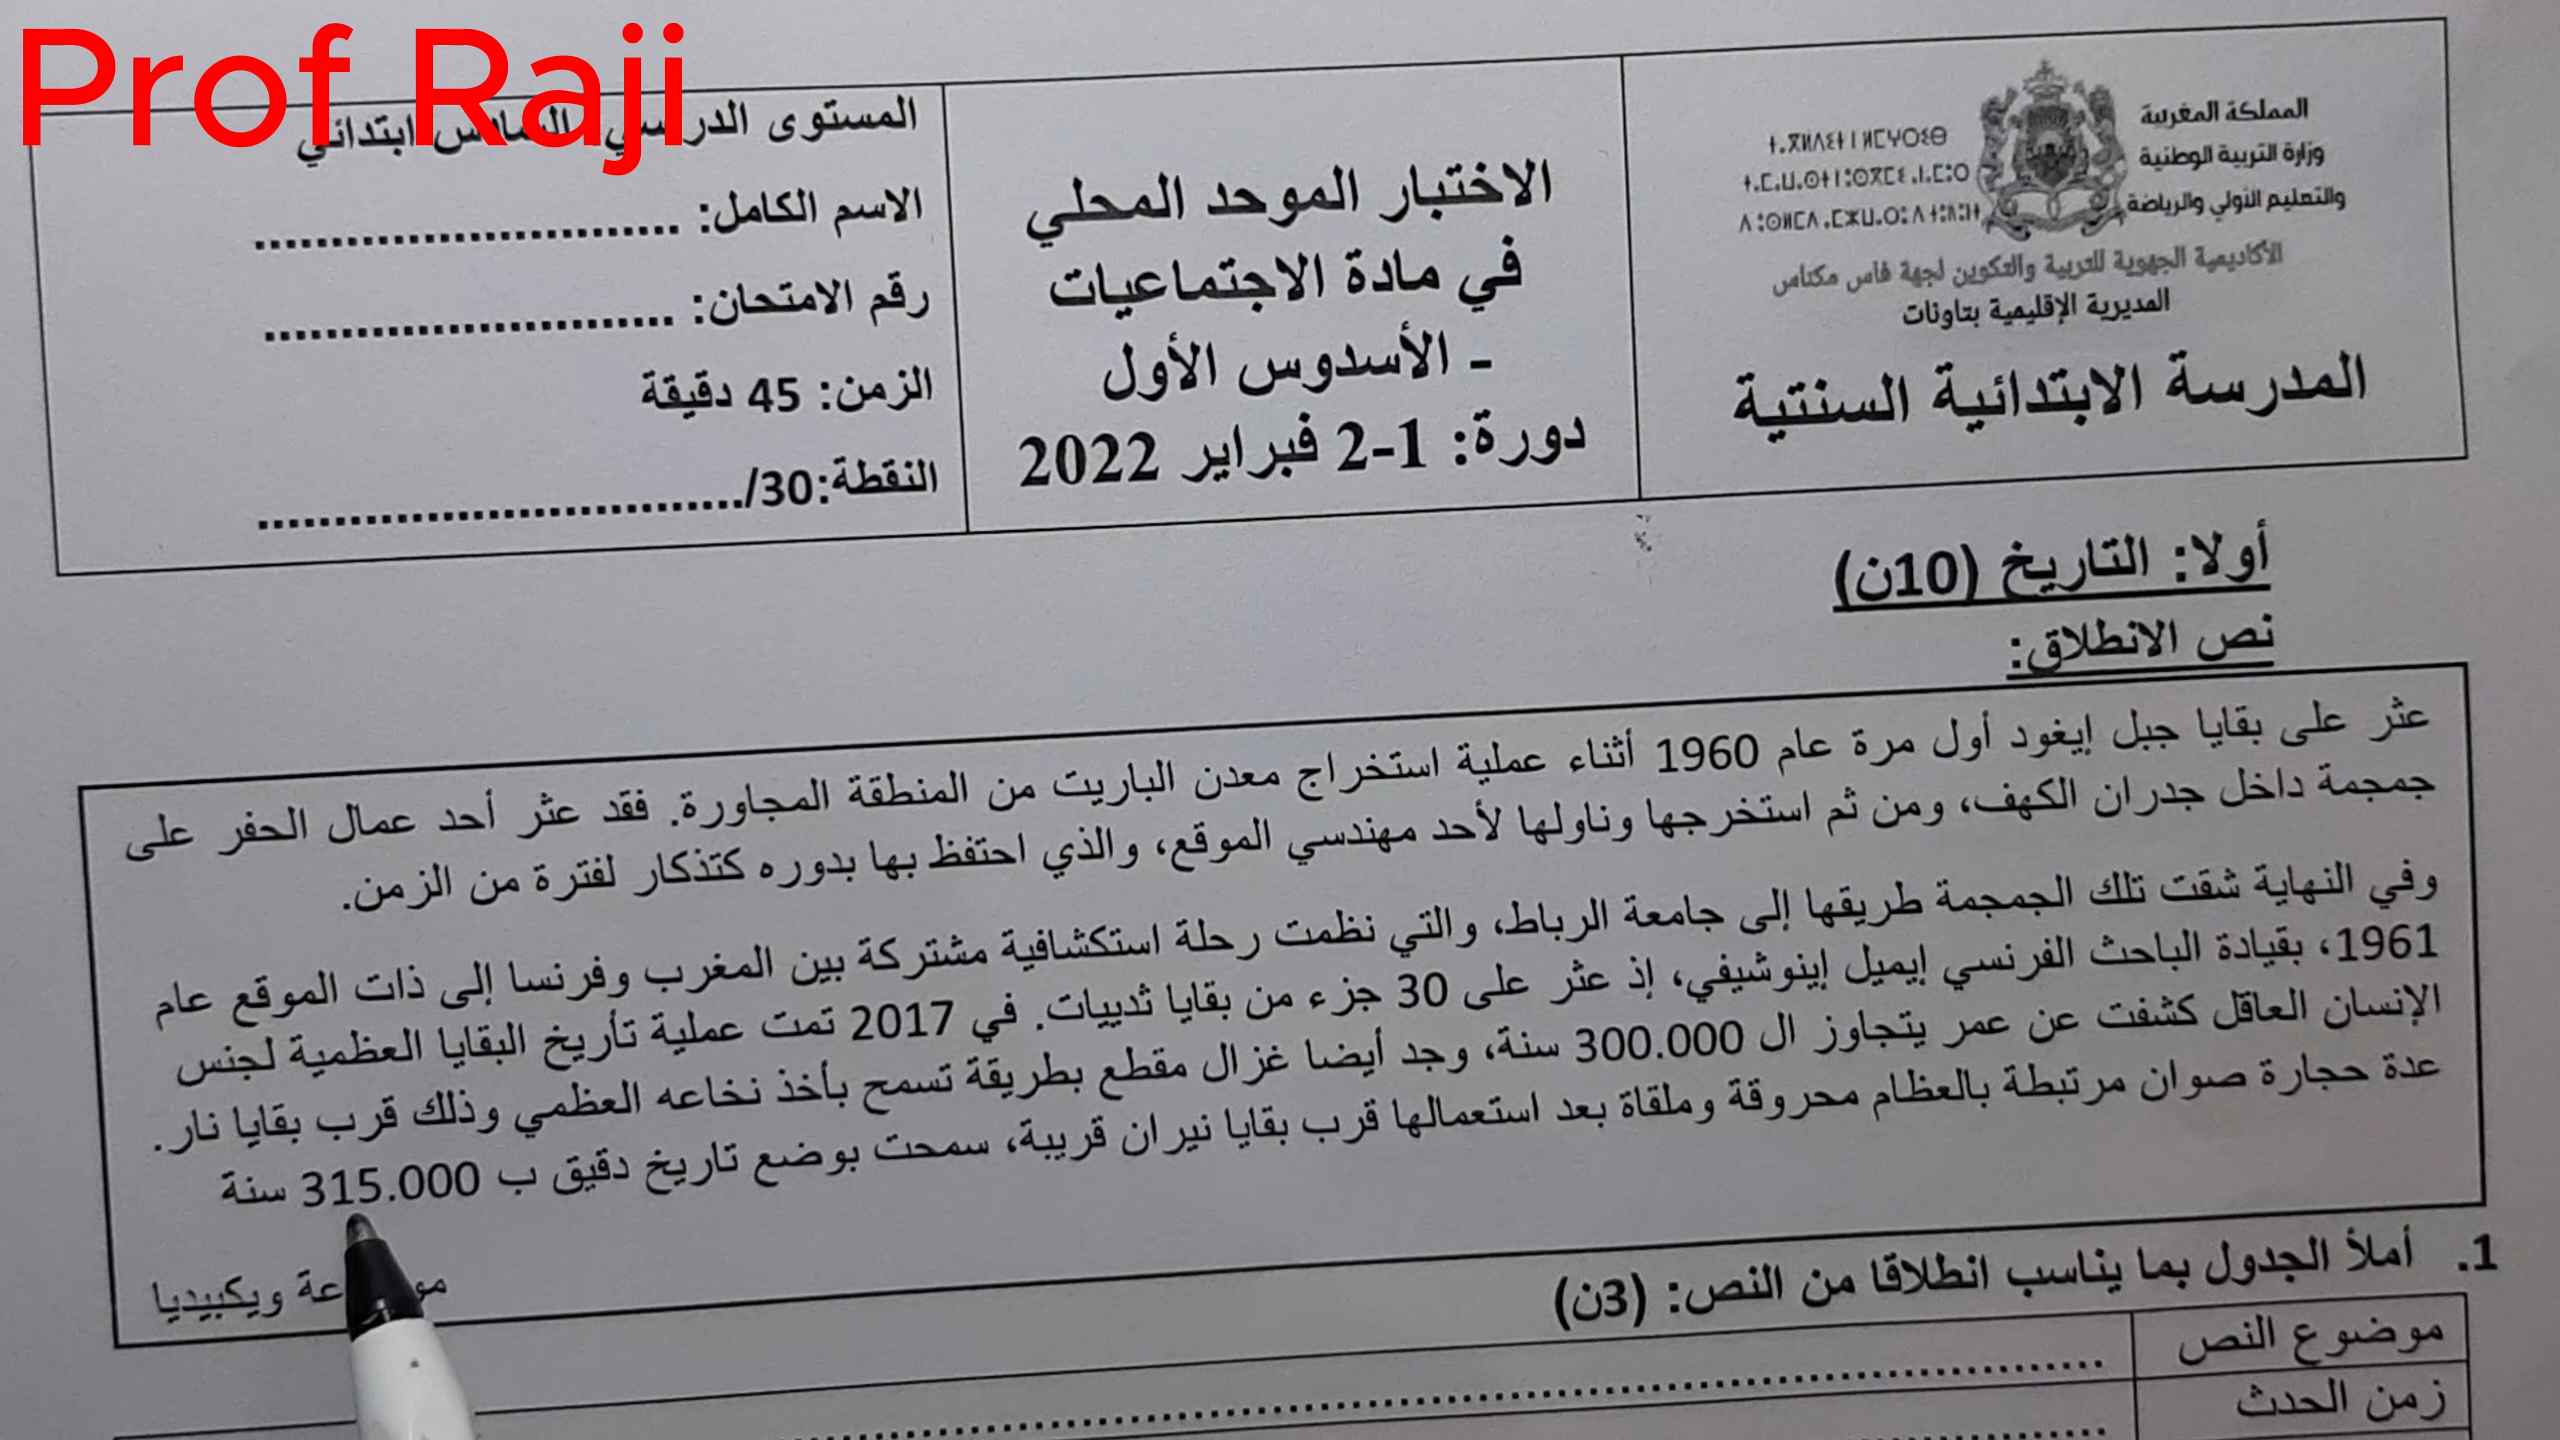 Prof Raji
المملكة المغربية
وزارة التربية الوطنية
والتعليم الأولي والرياضة
ⵜ.ⴳⵍⴷⵉⵜ ⵏ ⵍⵎⵖⵔⵉⴱ
الأكاديمية الجهوية للتربية والتكوين لجهة فاس مكناس
المديرية الإقليمية بتاونات
المدرسة الابتدائية السنتية
الاختبار الموحد المحلي
في مادة الاجتماعيات
- الأسدوس الأول
دورة: 1-2 فبراير 2022
المستوى الدراسي: السادس ابتدائي
الاسم الكامل: ............................
رقم الامتحان: ............................
الزمن: 45 دقيقة
النقطة:30/................................
أولا: التاريخ (10ن)
نص الانطلاق:
عثر على بقايا جبل إيغود أول مرة عام 1960 أثناء عملية استخراج معدن الباريت من المنطقة المجاورة. فقد عثر أحد عمال الحفر على
جمجمة داخل جدران الكهف، ومن ثم استخرجها وناولها لأحد مهندسي الموقع، والذي احتفظ بها بدوره كتذكار لفترة من الزمن.
وفي النهاية شقت تلك الجمجمة طريقها إلى جامعة الرباط، والتي نظمت رحلة استكشافية مشتركة بين المغرب وفرنسا إلى ذات الموقع عام
1961، بقيادة الباحث الفرنسي إيميل إينوشيفي، إذ عثر على 30 جزء من بقايا ثدييات. في 2017 تمت عملية تأريخ البقايا العظمية لجنس
الإنسان العاقل كشفت عن عمر يتجاوز ال 300.000 سنة، وجد أيضا غزال مقطع بطريقة تسمح بأخذ نخاعه العظمي وذلك قرب بقايا نار.
عدة حجارة صوان مرتبطة بالعظام محروقة وملقاة بعد استعمالها قرب بقايا نيران قريبة، سمحت بوضع تاريخ دقيق ب 315.000 سنة
ويكبيديا
1. أملأ الجدول بما يناسب انطلاقا من النص: (3ن)
موضوع النص
زمن الحدث